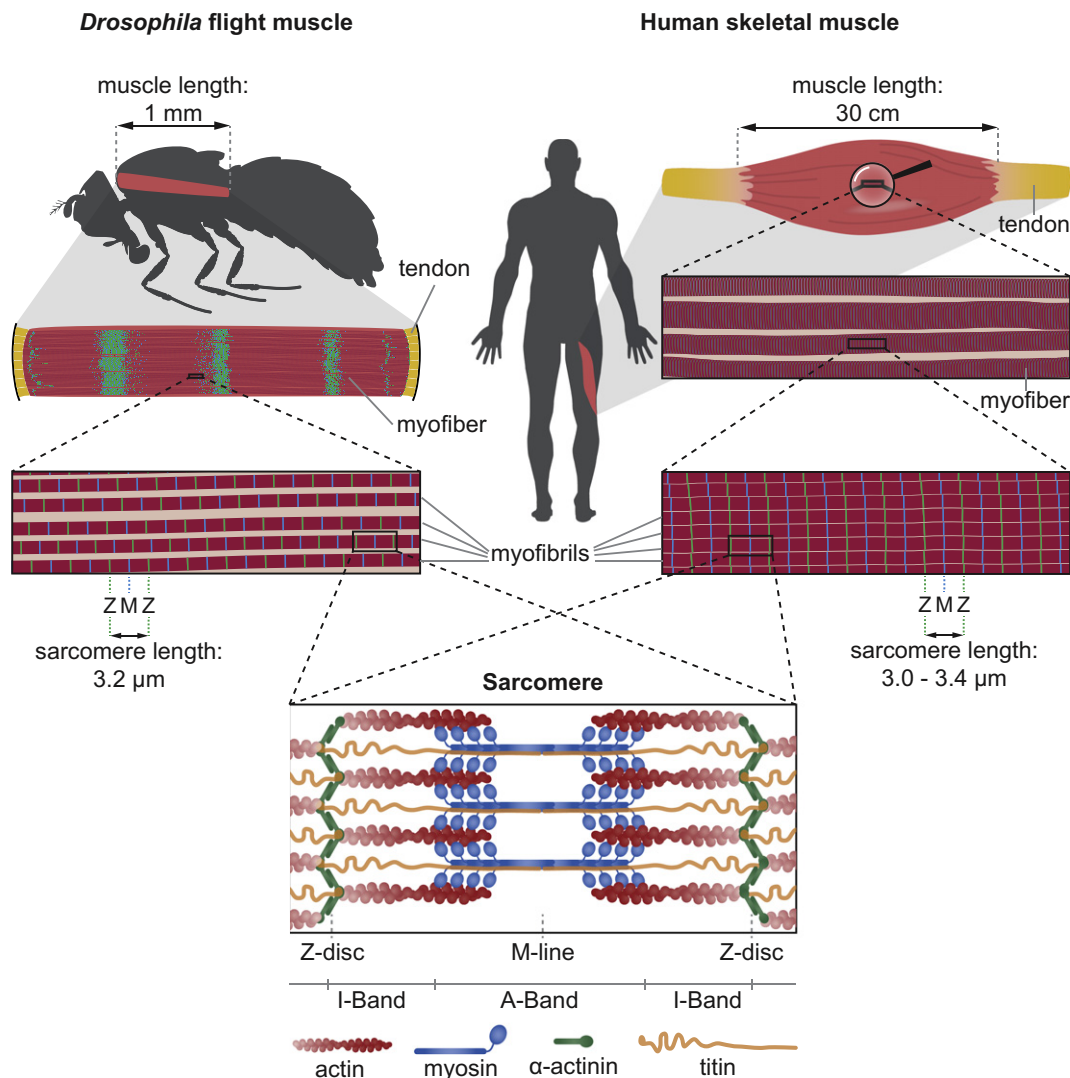 Drosophila flight muscle
Human skeletal muscle
muscle length:
1 mm
muscle length:
30 cm
tendon
tendon
myofiber
myofiber
myofibrils
Z M Z
sarcomere length:
3.2 µm
Z M Z
sarcomere length:
3.0 - 3.4 µm
Sarcomere
Z-disc
M-line
Z-disc
I-Band
A-Band
I-Band
actin
myosin
α-actinin
titin